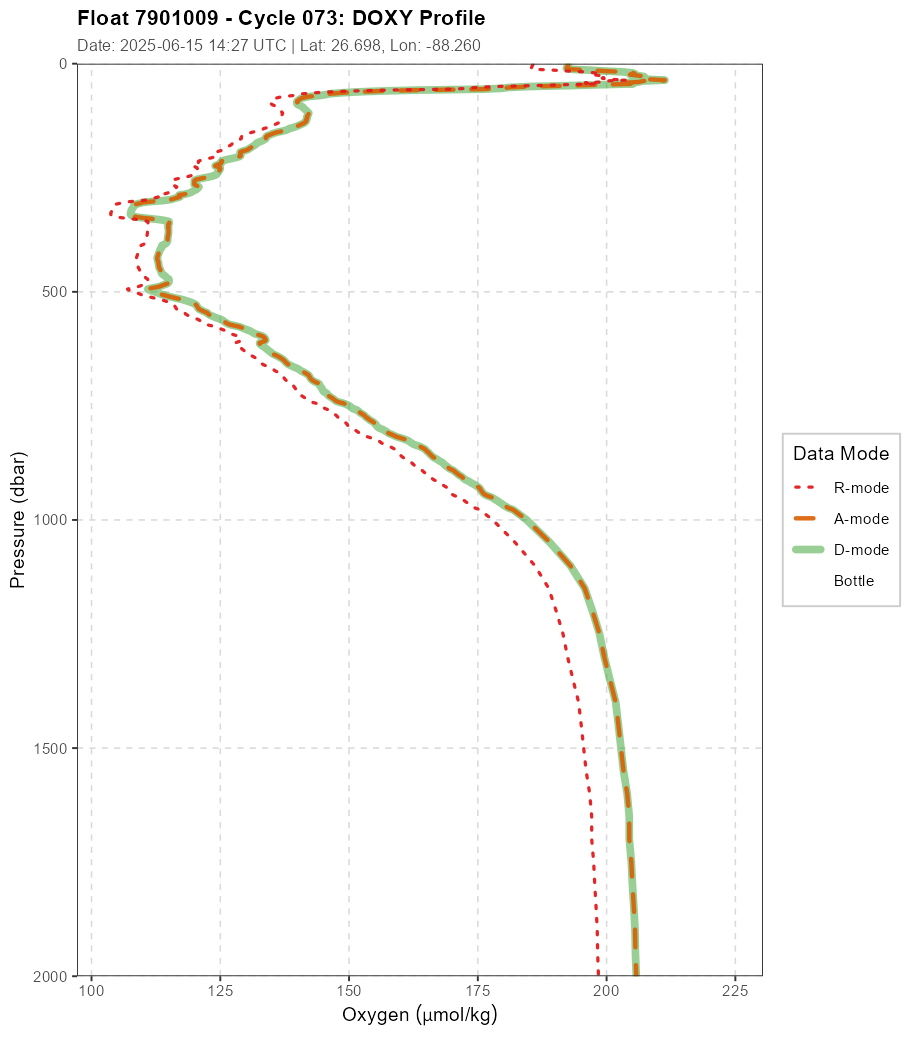 Float 7901009 - Cycle 073: DOXY Profile
Date: 2025-06-15 14:27 UTC | Lat: 26.698, Lon: -88.260
0
500
1000
1500
2000
Pressure (dbar)
100 125 150 175 200 225
Oxygen (μmol/kg)
Data Mode
R-mode
A-mode
D-mode
Bottle